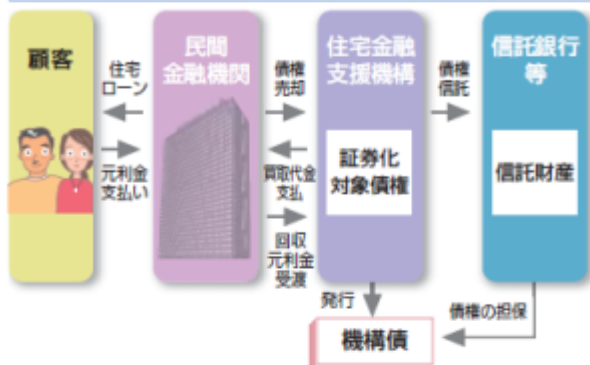 顧客
住宅
ローン
元利金
支払い
民間
金融機関
債権
売却
買取代金
支払
回収
元利金
受渡
住宅金融
支援機構
証券化
対象債権
債権
信託
信託銀行
等
信託財産
発行
機構債
債権の担保